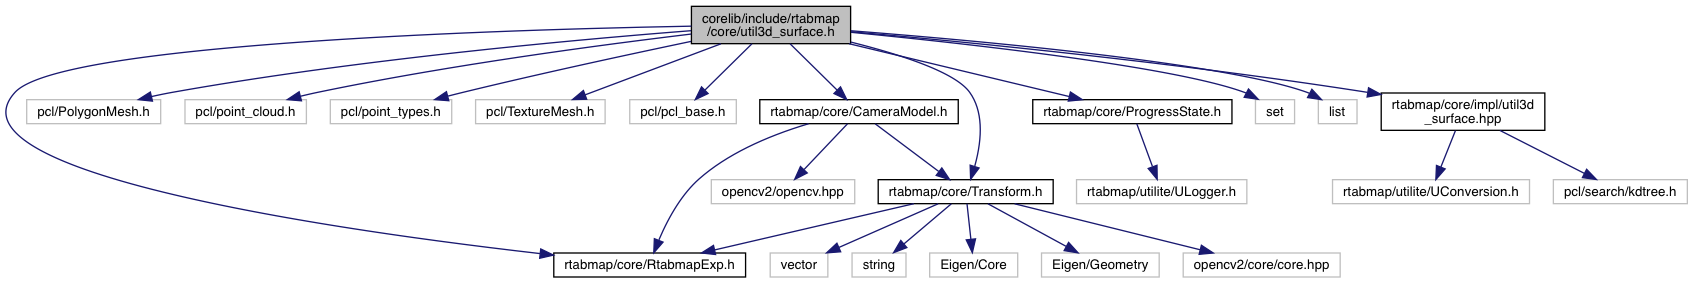 corelib/include/rtabmap
/core/util3d_surface.h
pcl/PolygonMesh.h
pcl/point_cloud.h
pcl/point_types.h
pcl/TextureMesh.h
pcl/pcl_base.h
rtabmap/core/CameraModel.h
rtabmap/core/ProgressState.h
set
list
rtabmap/core/impl/util3d
_surface.hpp
opencv2/opencv.hpp
rtabmap/core/Transform.h
rtabmap/utilite/ULogger.h
rtabmap/utilite/UConversion.h
pcl/search/kdtree.h
rtabmap/core/RtabmapExp.h
vector
string
Eigen/Core
Eigen/Geometry
opencv2/core/core.hpp